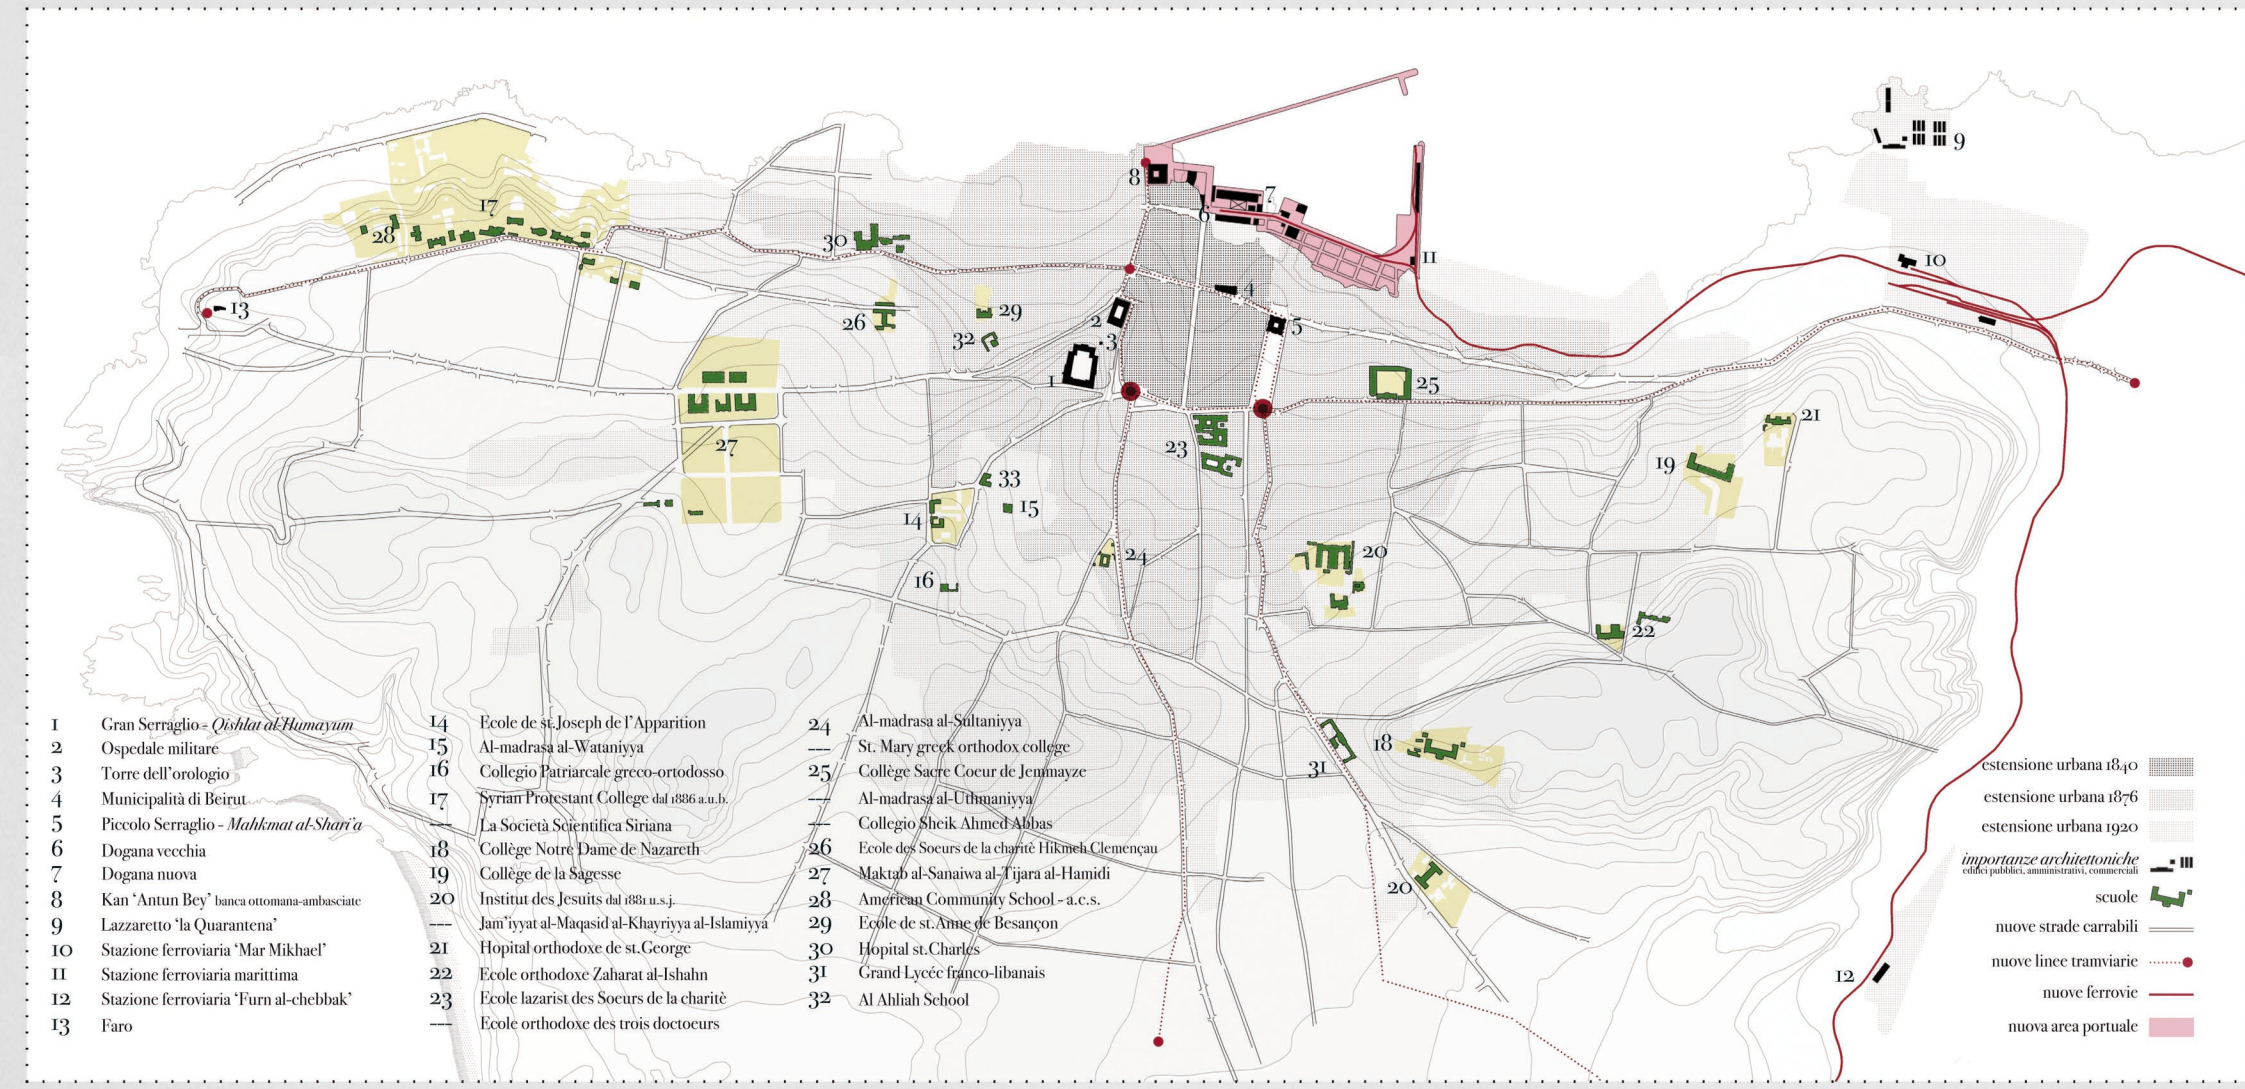 8
7
6
9
17
28
30
10
11
13
4
29
26
2
5
32
3
1
25
21
27
23
19
33
14
15
24
20
16
22
18
31
20
12
1 Gran Serraglio - Qishlat al-Humayum
2 Ospedale militare
3 Torre dell'orologio
4 Municipalità di Beirut
5 Piccolo Serraglio - Mahkmat al-Shari'a
6 Dogana vecchia
7 Dogana nuova
8 Kan 'Antun Bey' banca ottomana-ambasciate
9 Lazzaretto 'la Quarantena'
10 Stazione ferroviaria 'Mar Mikhael'
11 Stazione ferroviaria marittima
12 Stazione ferroviaria 'Furn al-chebbak'
13 Faro
14 Ecole de st.Joseph de l'Apparition
15 Al-madrasa al-Wataniyya
16 Collegio Patriarcale greco-ortodosso
17 Syrian Protestant College dal 1886 a.u.b.
--- La Società Scientifica Siriana
18 Collège Notre Dame de Nazareth
19 Collège de la Sagesse
20 Institut des Jesuits dal 1881 u.s.j.
--- Jam'iyyat al-Maqasid al-Khayriyya al-Islamiyya
21 Hopital orthodoxe de st.George
22 Ecole orthodoxe Zaharat al-Ishahn
23 Ecole lazarist des Soeurs de la charitè
--- Ecole orthodoxe des trois doctoeurs
24 Al-madrasa al-Sultaniyya
--- St. Mary greek orthodox college
25 Collège Sacre Coeur de Jemmayze
--- Al-madrasa al-Uthmaniyya
--- Collegio Sheik Ahmed Abbas
26 Ecole des Soeurs de la charitè Hikmeh Clemençau
27 Maktab al-Sanaiwa al-Tijara al-Hamidi
28 American Community School - a.c.s.
29 Ecole de st.Anne de Besançon
30 Hopital st.Charles
31 Grand Lycée franco-libanais
32 Al Ahliah School
estensione urbana 1840
estensione urbana 1876
estensione urbana 1920
importanze architettoniche
edifici pubblici, amministrativi, commerciali
scuole
nuove strade carrabili
nuove linee tramviarie
nuove ferrovie
nuova area portuale